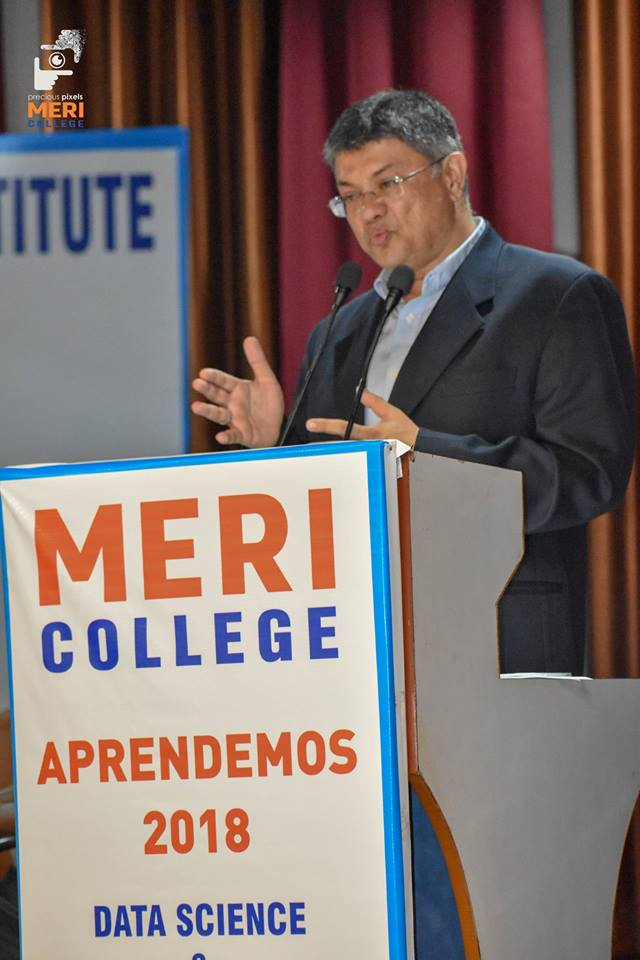 precious pixels
MERI
COLLEGE
TITUTE
MERI
COLLEGE
APRENDEMOS
2018
DATA SCIENCE